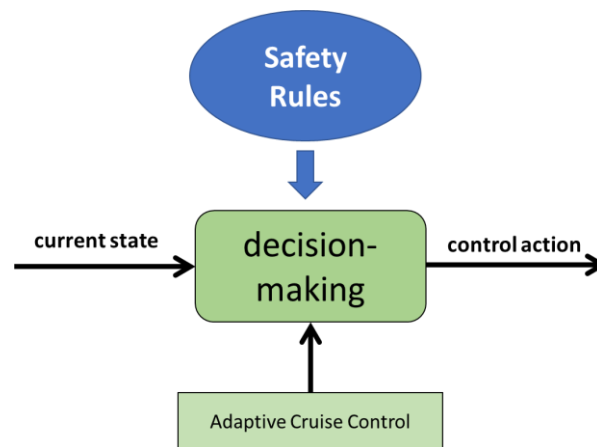 Safety
Rules
current state
decision-
making
control action
Adaptive Cruise Control